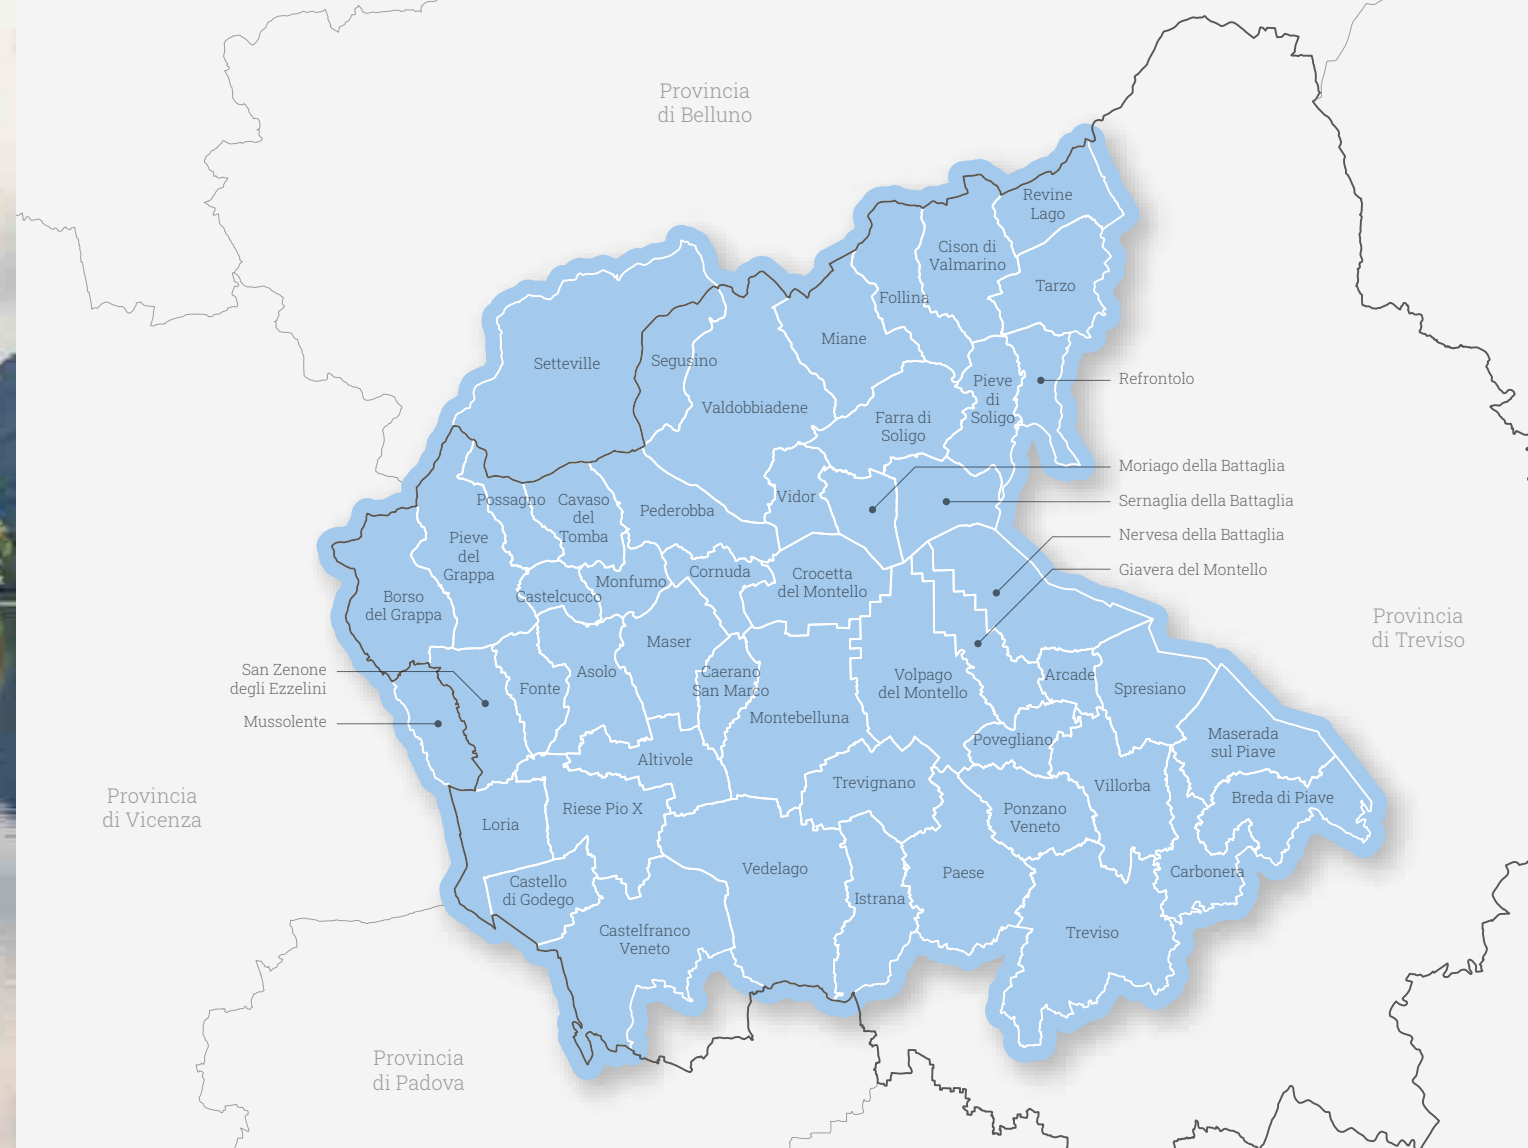 Provincia
di Belluno
Revine
Lago
Cison di
Valmarino
Tarzo
Follina
Miane
Setteville
Segusino
Valdobbiadene
Pieve
di
Soligo
Refrontolo
Farra di
Soligo
Moriago della Battaglia
Sernaglia della Battaglia
Nervesa della Battaglia
Giavera del Montello
Possagno
Cavaso
del
Tomba
Pederobba
Vidor
Pieve
del
Grappa
Borso
del Grappa
Castelcucco
Monfumo
Cornuda
Crocetta
del Montello
Provincia
di Treviso
San Zenone
degli Ezzelini
Mussolente
Fonte
Asolo
Maser
Caerano
San Marco
Montebelluna
Volpago
del Montello
Arcade
Spresiano
Povegliano
Maserada
sul Piave
Altivole
Trevignano
Villorba
Breda di Piave
Provincia
di Vicenza
Loria
Riese Pio X
Ponzano
Veneto
Vedelago
Paese
Carbonera
Castello
di Godego
Istrana
Castelfranco
Veneto
Treviso
Provincia
di Padova